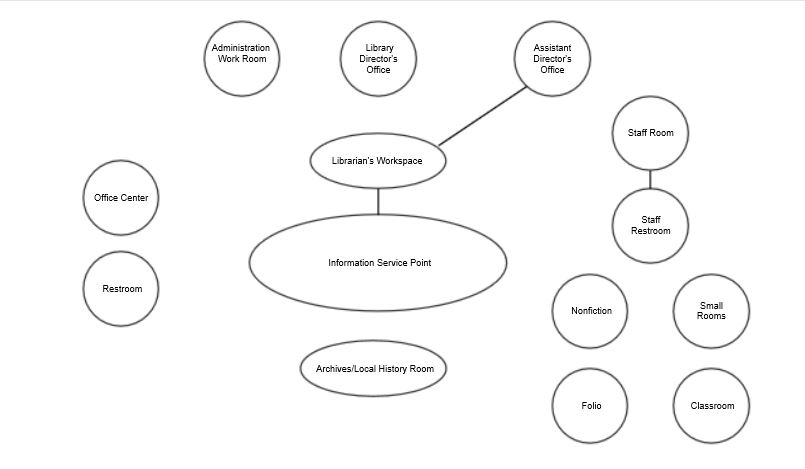 Administration
Work Room
Library
Director's
Office
Assistant
Director's
Office
Staff Room
Librarian's Workspace
Office Center
Staff
Restroom
Information Service Point
Restroom
Nonfiction
Small
Rooms
Archives/Local History Room
Folio
Classroom